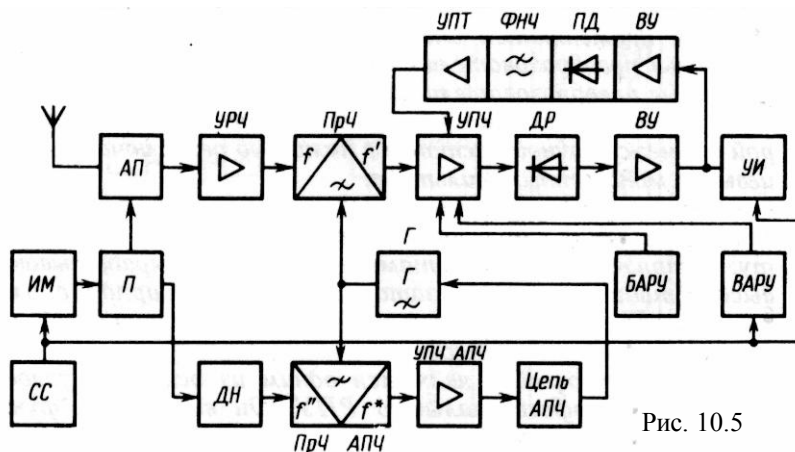 УПТ ФНЧ ПД ВУ
УРЧ ПрЧ УПЧ ДР ВУ
АП f f' УИ
Г
ИМ П Г БАРУ ВАРУ
УПЧ АПЧ
СС ДН f" f* Цепь
АПЧ
ПрЧ АПЧ
Рис. 10.5